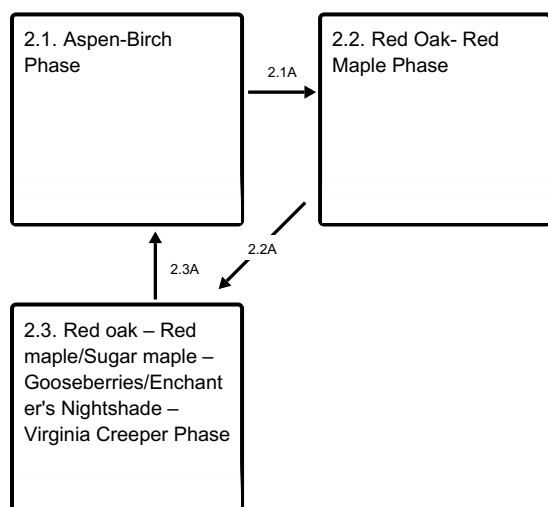 2.1. Aspen-Birch
Phase
2.1A
2.2. Red Oak- Red
Maple Phase
2.2A
2.3A
2.3. Red oak – Red
maple/Sugar maple –
Gooseberries/Enchant
er's Nightshade –
Virginia Creeper Phase